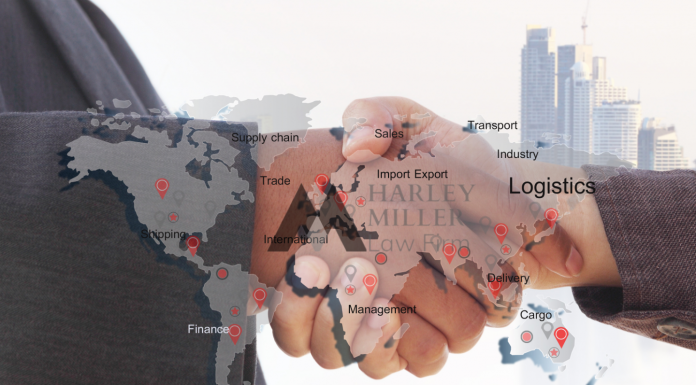 Transport
Sales
Supply chain
Industry
Import Export
Trade
Logistics
HARLEY
MILLER
Law Firm
Shipping
International
Delivery
Management
Cargo
Finance